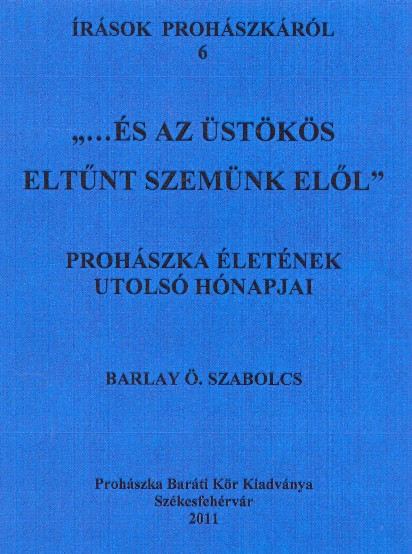 ÍRÁSOK PROHÁSZKÁRÓL
6
„…ÉS AZ ÜSTÖKÖS
ELTŰNT SZEMÜNK ELŐL”
PROHÁSZKA ÉLETÉNEK
UTOLSÓ HÓNAPJAI
BARLAY Ö. SZABOLCS
Prohászka Baráti Kör Kiadványa
Székesfehérvár
2011